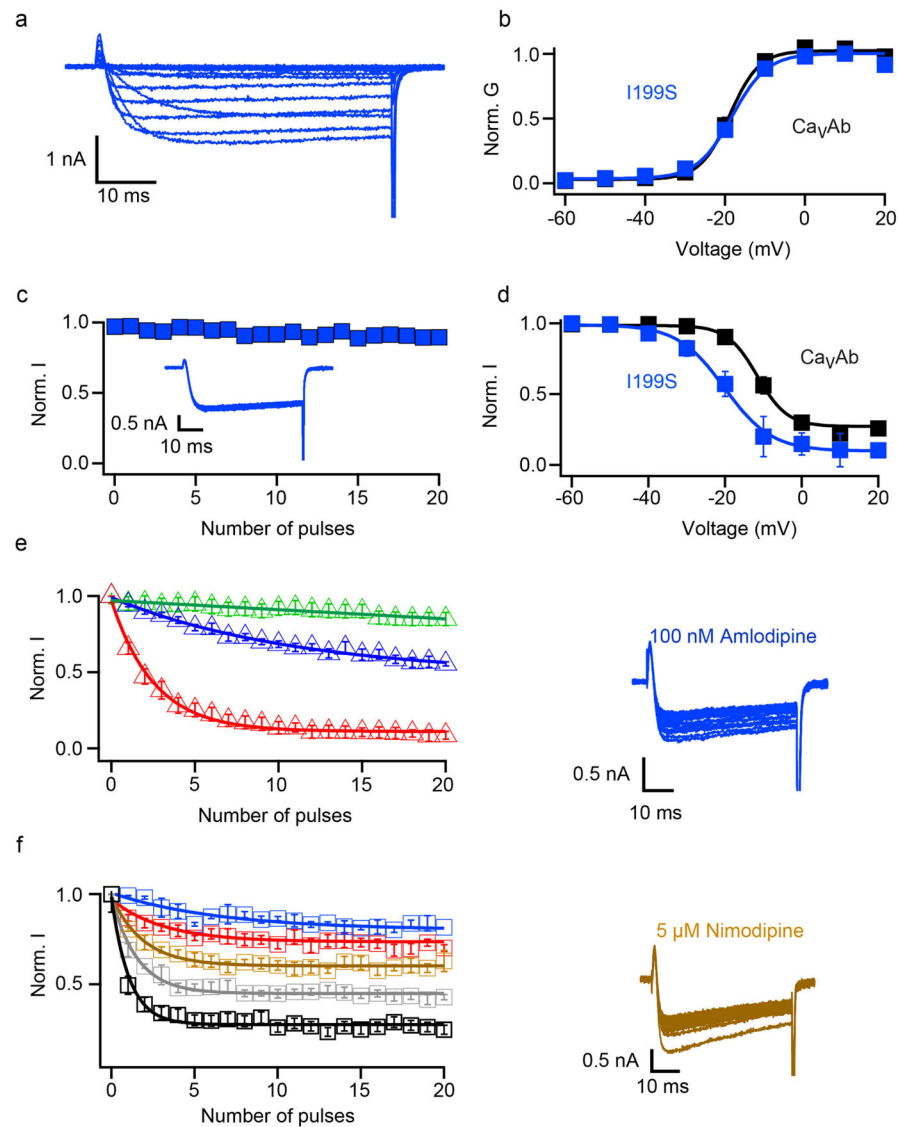 a
1 nA
10 ms
b
Norm. G
1.0
0.5
0.0
I199S
CaVAb
-60 -40 -20 0 20
Voltage (mV)
c
Norm. I
1.0
0.5
0.0
0.5 nA
10 ms
0 5 10 15 20
Number of pulses
d
Norm. I
1.0
0.5
0.0
CaVAb
I199S
-60 -40 -20 0 20
Voltage (mV)
e
Norm. I
1.0
0.5
0.0
0 5 10 15 20
Number of pulses
100 nM Amlodipine
0.5 nA
10 ms
f
Norm. I
1.0
0.5
0 5 10 15 20
Number of pulses
5 µM Nimodipine
0.5 nA
10 ms